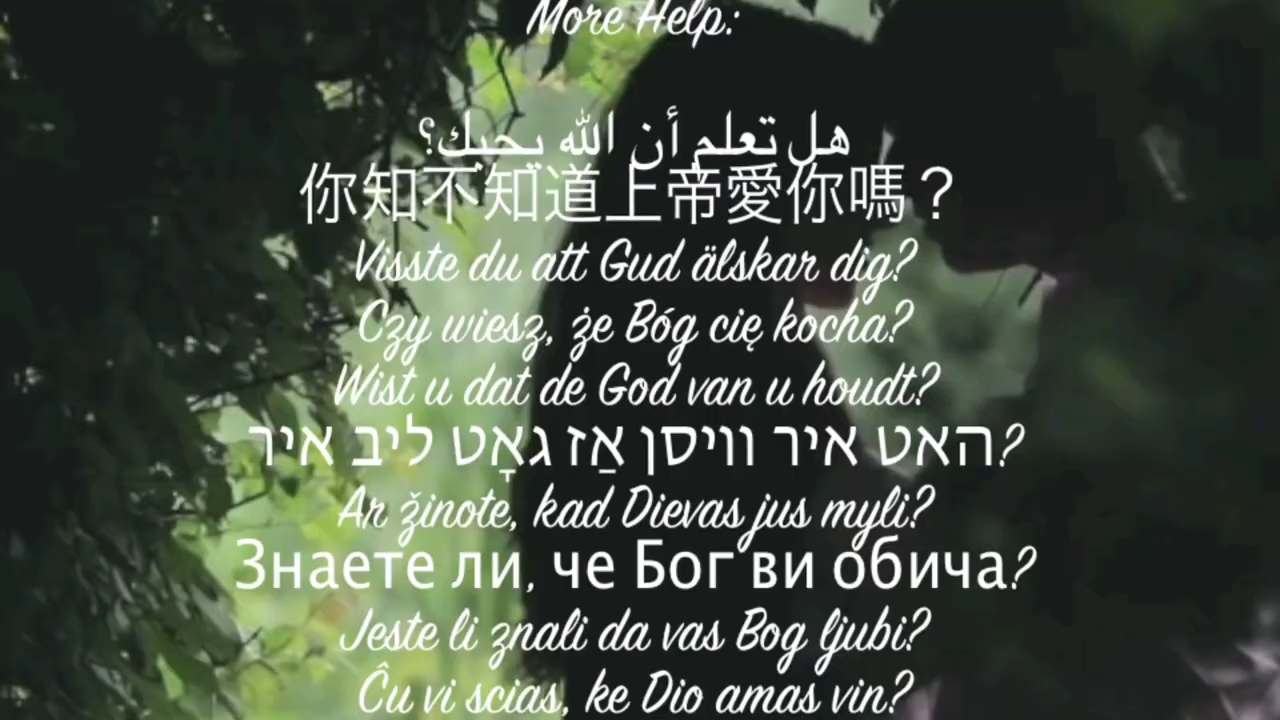 More Help:
هل تعلم أن الله يحبك؟
你知不知道上帝愛你嗎？
Visste du att Gud älskar dig?
Czy wiesz, że Bóg cię kocha?
Wist u dat de God van u houdt?
האט איר וויסן אַז גאָט ליב איר?
Ar žinote, kad Dievas jus myli?
Знаете ли, че Бог ви обича?
Jeste li znali da vas Bog ljubi?
Ĉu vi scias, ke Dio amas vin?